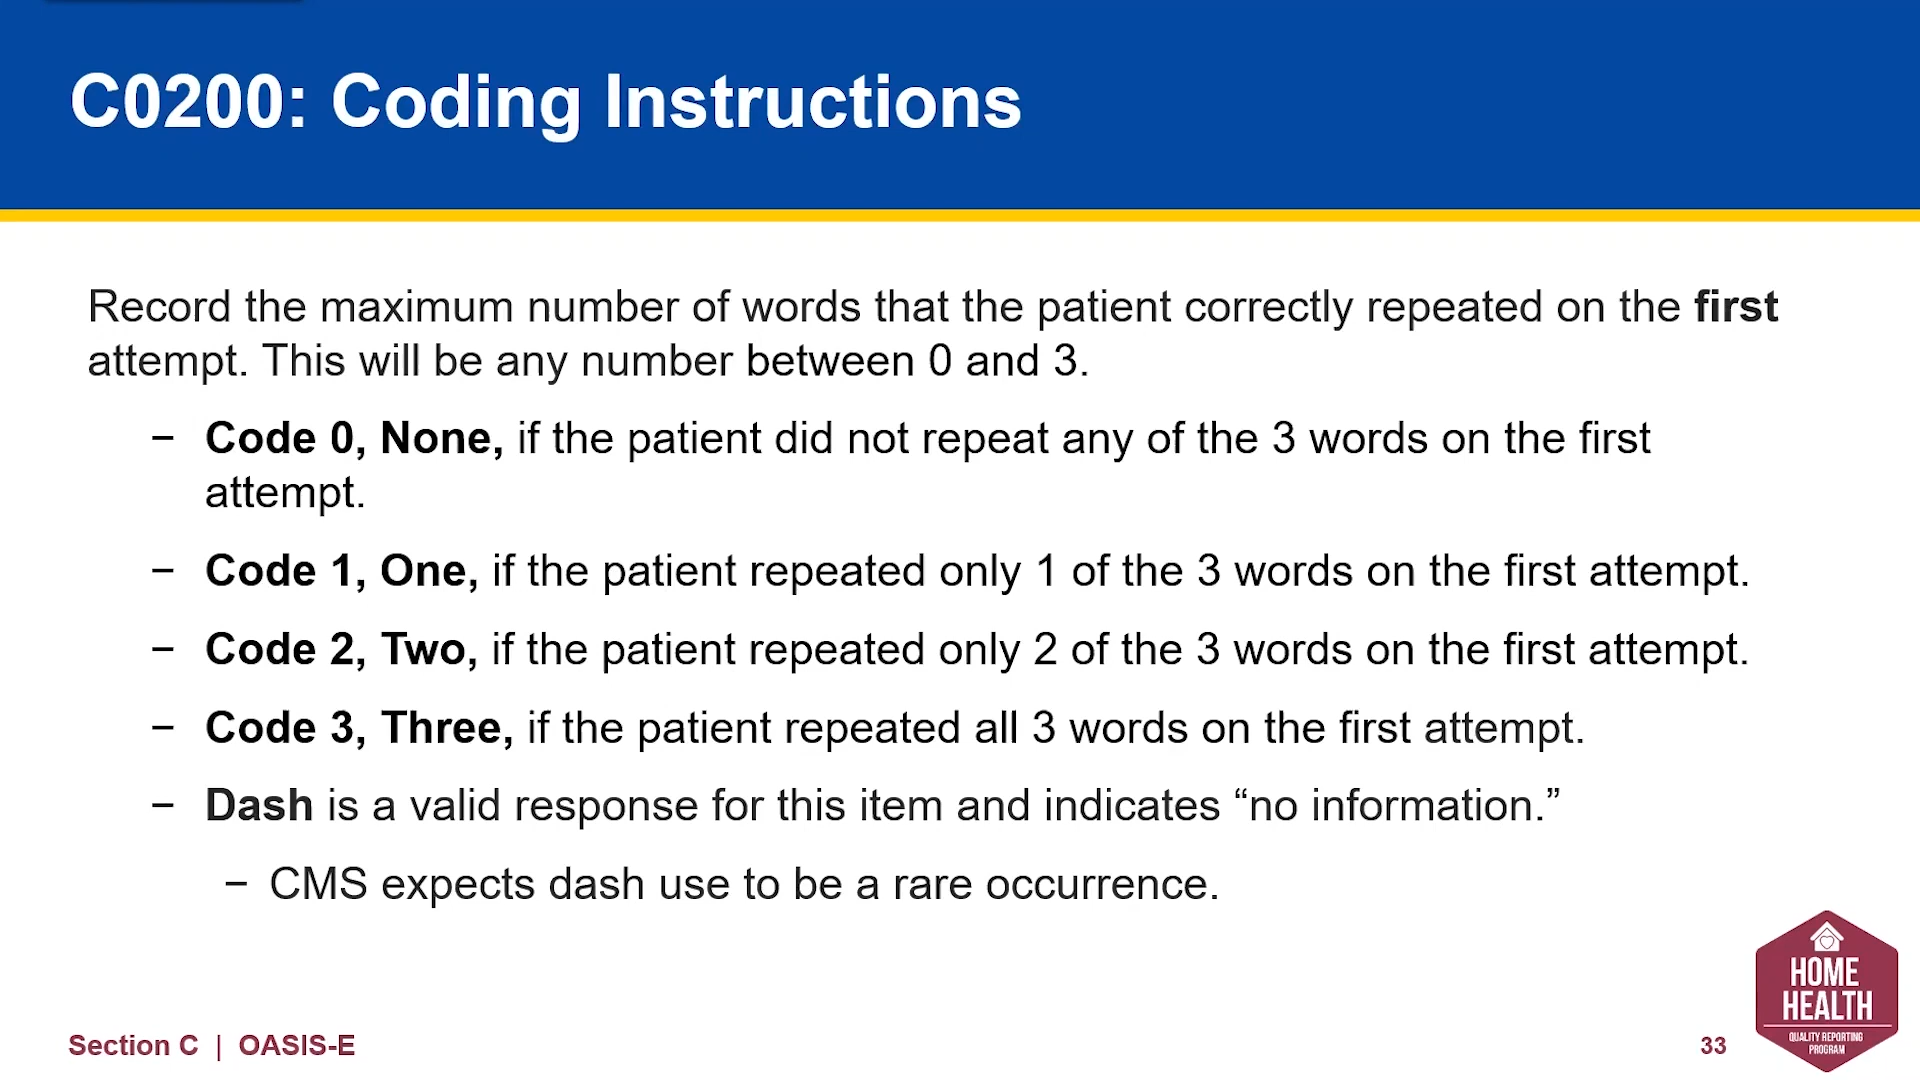 C0200: Coding Instructions
Record the maximum number of words that the patient correctly repeated on the first
attempt. This will be any number between 0 and 3.
− Code 0, None, if the patient did not repeat any of the 3 words on the first
attempt.
− Code 1, One, if the patient repeated only 1 of the 3 words on the first attempt.
− Code 2, Two, if the patient repeated only 2 of the 3 words on the first attempt.
− Code 3, Three, if the patient repeated all 3 words on the first attempt.
− Dash is a valid response for this item and indicates “no information.”
− CMS expects dash use to be a rare occurrence.
HOME
HEALTH
QUALITY REPORTING
PROGRAM
Section C | OASIS-E
33